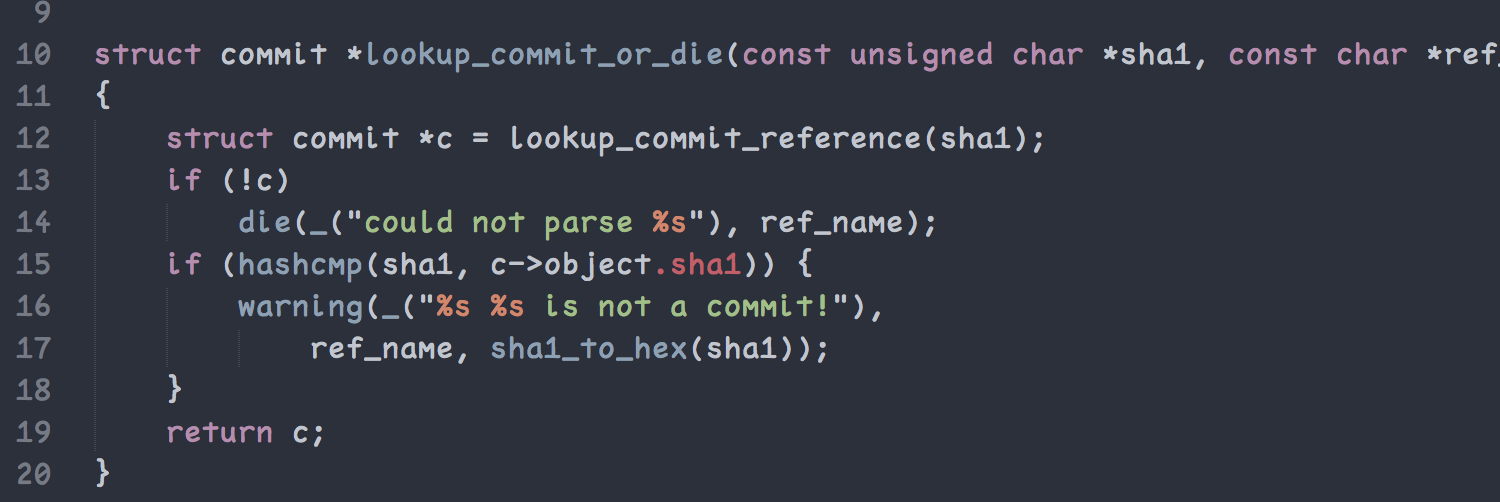 9
10 struct commit *lookup_commit_or_die(const unsigned char *sha1, const char *ref_
11 {
12     struct commit *c = lookup_commit_reference(sha1);
13     if (!c)
14         die(_("could not parse %s"), ref_name);
15     if (hashcmp(sha1, c->object.sha1)) {
16         warning(_("%s %s is not a commit!"),
17             ref_name, sha1_to_hex(sha1));
18     }
19     return c;
20 }